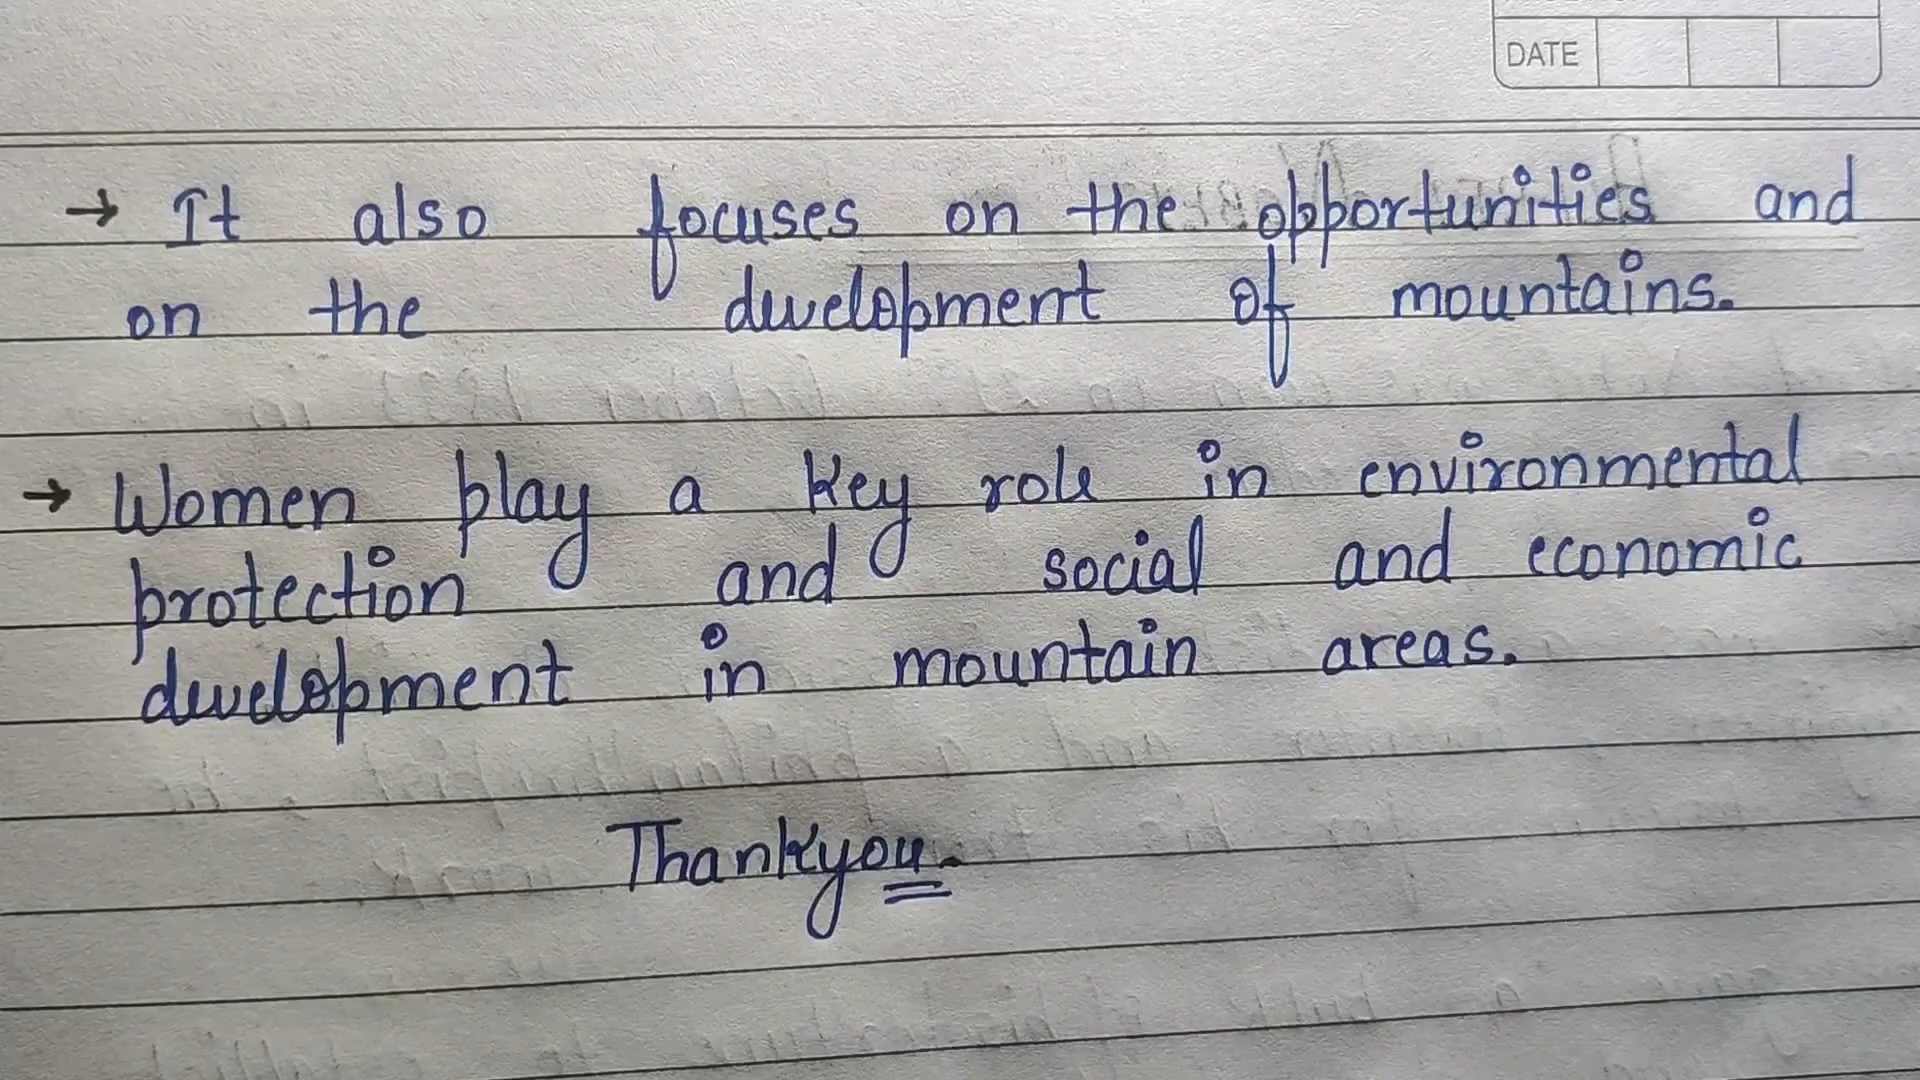 DATE
→ It also focuses on the opportunities and
on the development of mountains.
→ Women play a key role in environmental
protection and social and economic
development in mountain areas.
Thankyou